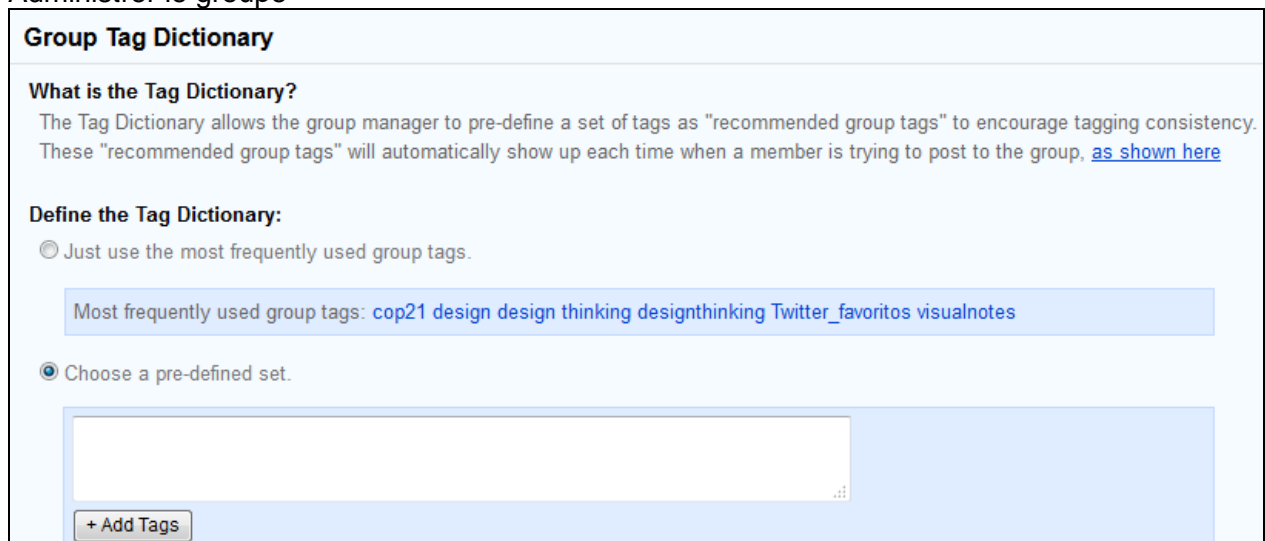 Administrer le groupe
Group Tag Dictionary
What is the Tag Dictionary?
The Tag Dictionary allows the group manager to pre-define a set of tags as "recommended group tags" to encourage tagging consistency.
These "recommended group tags" will automatically show up each time when a member is trying to post to the group, as shown here
Define the Tag Dictionary:
Just use the most frequently used group tags.
Most frequently used group tags: cop21 design design thinking designthinking Twitter_favoritos visualnotes
Choose a pre-defined set.
+ Add Tags